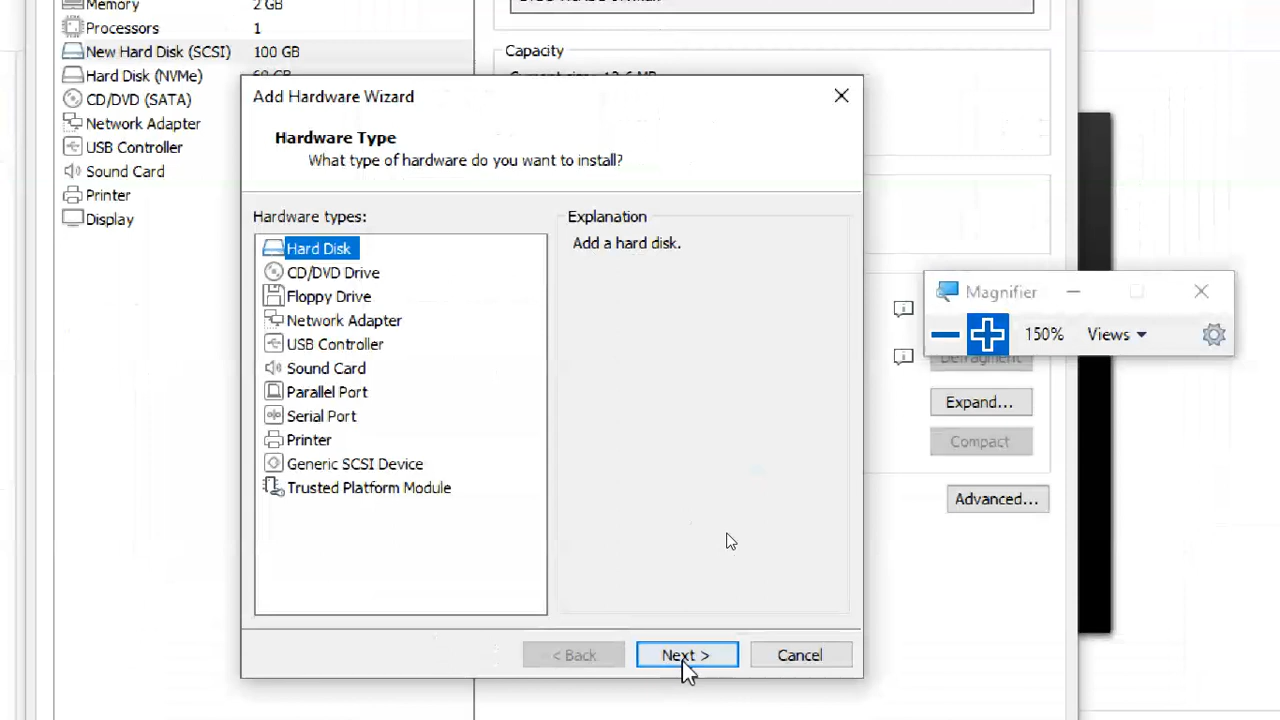 Memory 2 GB
Processors 1
New Hard Disk (SCSI) 100 GB
Hard Disk (NVMe)
CD/DVD (SATA)
Network Adapter
USB Controller
Sound Card
Printer
Display
Capacity
Add Hardware Wizard
Hardware Type
What type of hardware do you want to install?
Hardware types:
Hard Disk
CD/DVD Drive
Floppy Drive
Network Adapter
USB Controller
Sound Card
Parallel Port
Serial Port
Printer
Generic SCSI Device
Trusted Platform Module
Explanation
Add a hard disk.
< Back
Next >
Cancel
Magnifier
150%
Views
Defragment
Expand...
Compact
Advanced...